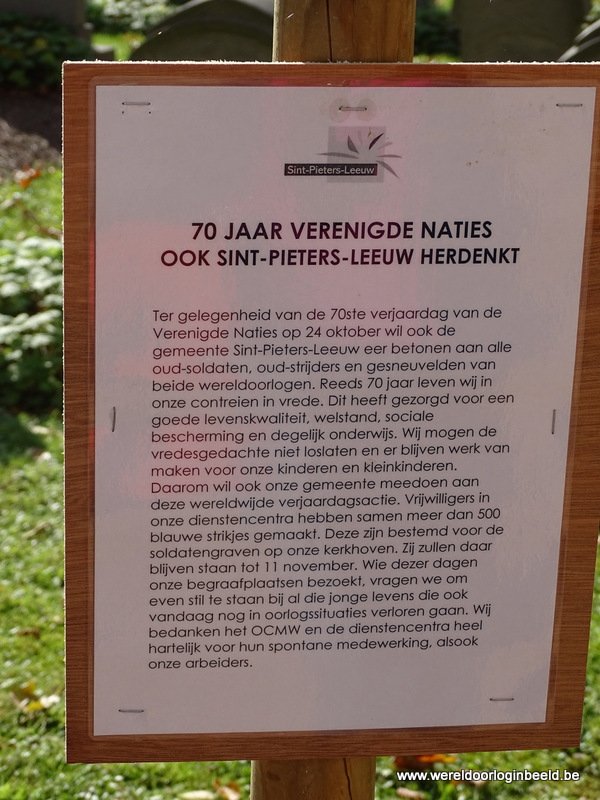 Sint-Pieters-Leeuw
70 JAAR VERENIGDE NATIES
OOK SINT-PIETERS-LEEUW HERDENKT
Ter gelegenheid van de 70ste verjaardag van de
Verenigde Naties op 24 oktober wil ook de
gemeente Sint-Pieters-Leeuw eer betonen aan alle
oud-soldaten, oud-strijders en gesneuvelden van
beide wereldoorlogen. Reeds 70 jaar leven wij in
onze contreien in vrede. Dit heeft gezorgd voor een
goede levenskwaliteit, welstand, sociale
bescherming en degelijk onderwijs. Wij mogen de
vredesgedachte niet loslaten en er blijven werk van
maken voor onze kinderen en kleinkinderen.
Daarom wil ook onze gemeente meedoen aan
deze wereldwijde verjaardagsactie. Vrijwilligers in
onze dienstencentra hebben samen meer dan 500
blauwe strikjes gemaakt. Deze zijn bestemd voor de
soldatengraven op onze kerkhoven. Zij zullen daar
blijven staan tot 11 november. Wie dezer dagen
onze begraafplaatsen bezoekt, vragen we om
even stil te staan bij al die jonge levens die ook
vandaag nog in oorlogssituaties verloren gaan. Wij
bedanken het OCMW en de dienstencentra heel
hartelijk voor hun spontane medewerking, alsook
onze arbeiders.
www.wereldoorloginbeeld.be